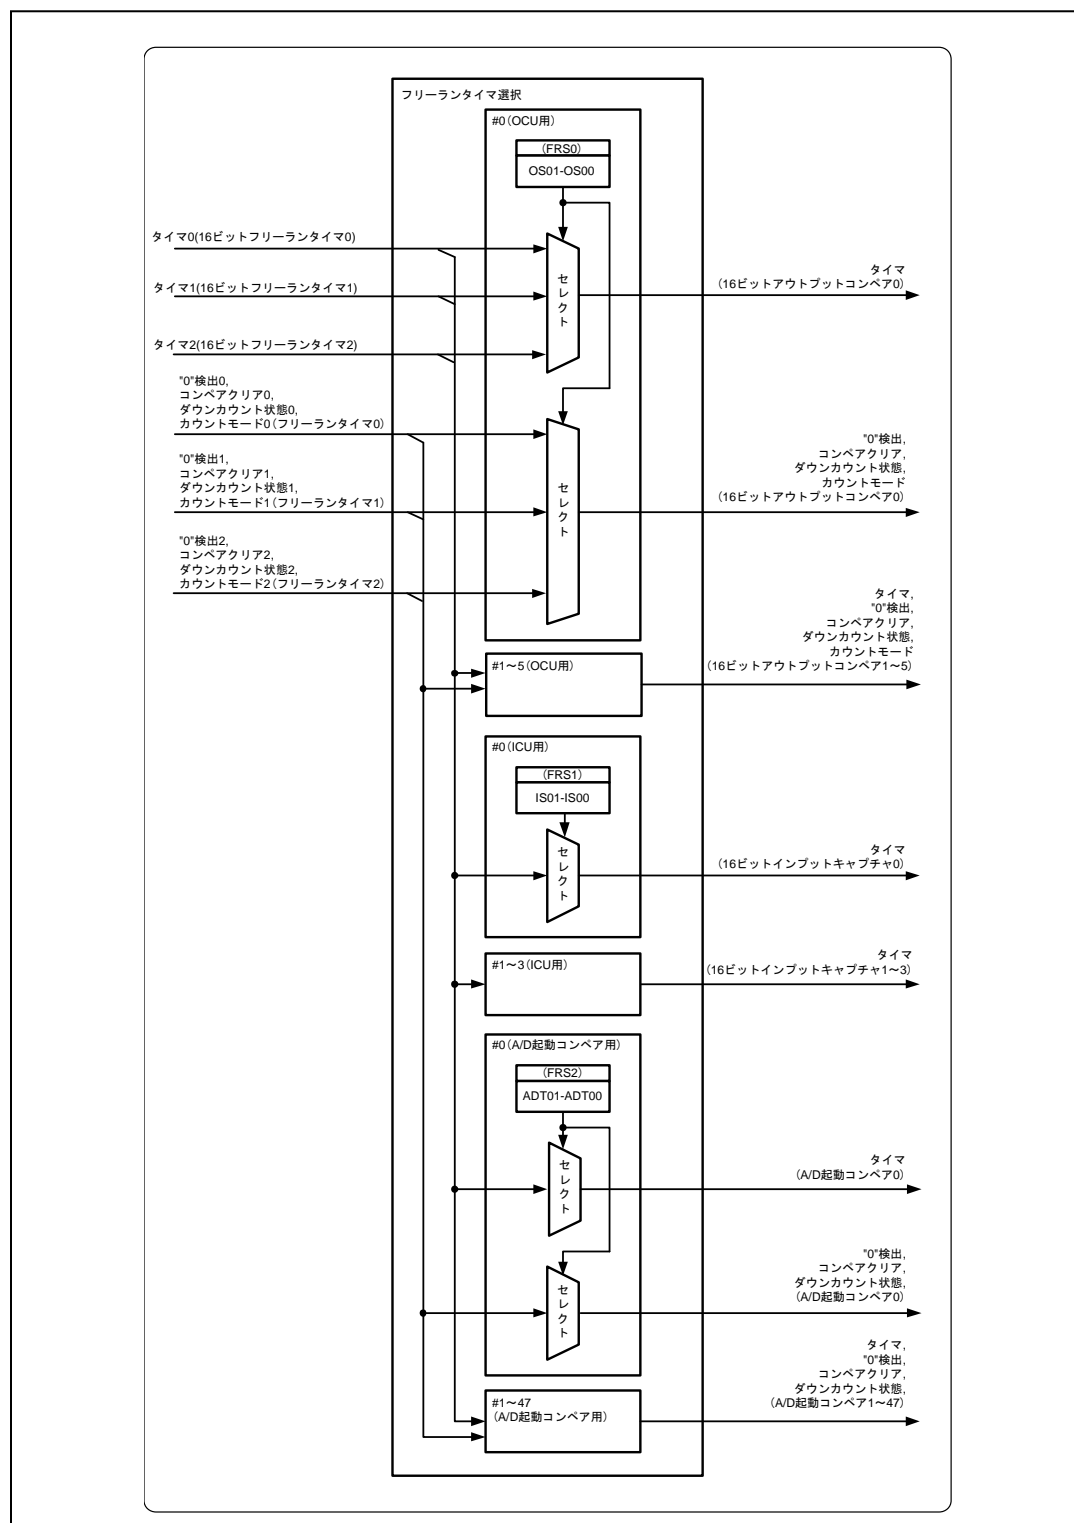 フリーランタイマ選択
#0(OCU用)
(FRS0)
OS01-OS00
タイマ0(16ビットフリーランタイマ0)
タイマ1(16ビットフリーランタイマ1)
タイマ2(16ビットフリーランタイマ2)
セレクト
タイマ
(16ビットアウトプットコンペア0)
"0"検出0,
コンペアクリア0,
ダウンカウント状態0,
カウントモード0(フリーランタイマ0)
"0"検出1,
コンペアクリア1,
ダウンカウント状態1,
カウントモード1(フリーランタイマ1)
"0"検出2,
コンペアクリア2,
ダウンカウント状態2,
カウントモード2(フリーランタイマ2)
セレクト
"0"検出,
コンペアクリア,
ダウンカウント状態,
カウントモード
(16ビットアウトプットコンペア0)
#1～5(OCU用)
タイマ,
"0"検出,
コンペアクリア,
ダウンカウント状態,
カウントモード
(16ビットアウトプットコンペア1～5)
#0(ICU用)
(FRS1)
IS01-IS00
セレクト
タイマ
(16ビットインプットキャプチャ0)
#1～3(ICU用)
タイマ
(16ビットインプットキャプチャ1～3)
#0(A/D起動コンペア用)
(FRS2)
ADT01-ADT00
セレクト
タイマ
(A/D起動コンペア0)
セレクト
"0"検出,
コンペアクリア,
ダウンカウント状態,
(A/D起動コンペア0)
#1～47
(A/D起動コンペア用)
タイマ,
"0"検出,
コンペアクリア,
ダウンカウント状態,
(A/D起動コンペア1～47)